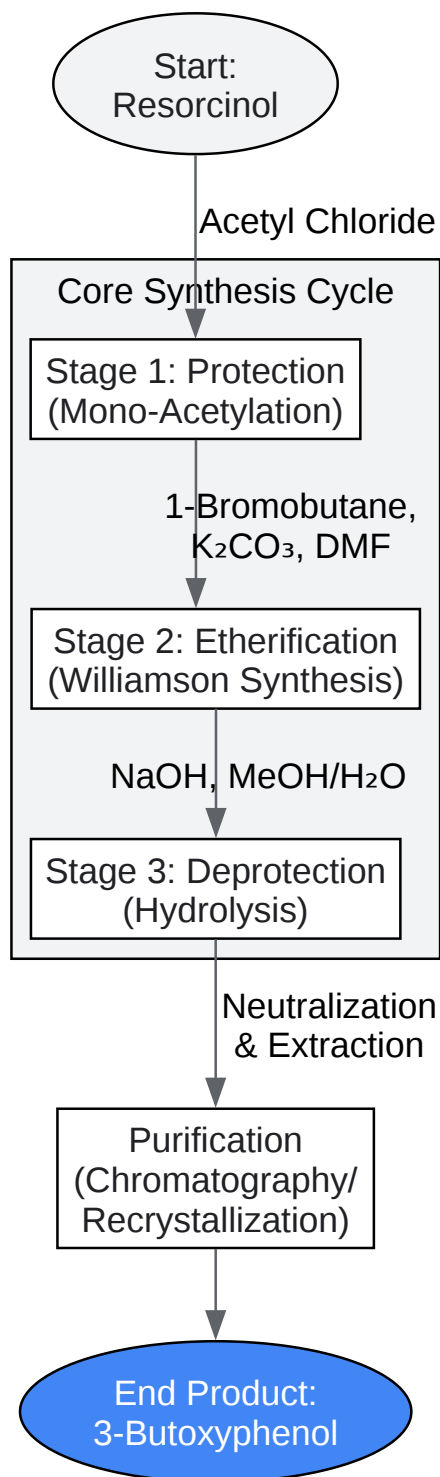 Start:
Resorcinol
Acetyl Chloride
Core Synthesis Cycle
Stage 1: Protection
(Mono-Acetylation)
1-Bromobutane,
K₂CO₃, DMF
Stage 2: Etherification
(Williamson Synthesis)
NaOH, MeOH/H₂O
Stage 3: Deprotection
(Hydrolysis)
Neutralization
& Extraction
Purification
(Chromatography/
Recrystallization)
End Product:
3-Butoxyphenol